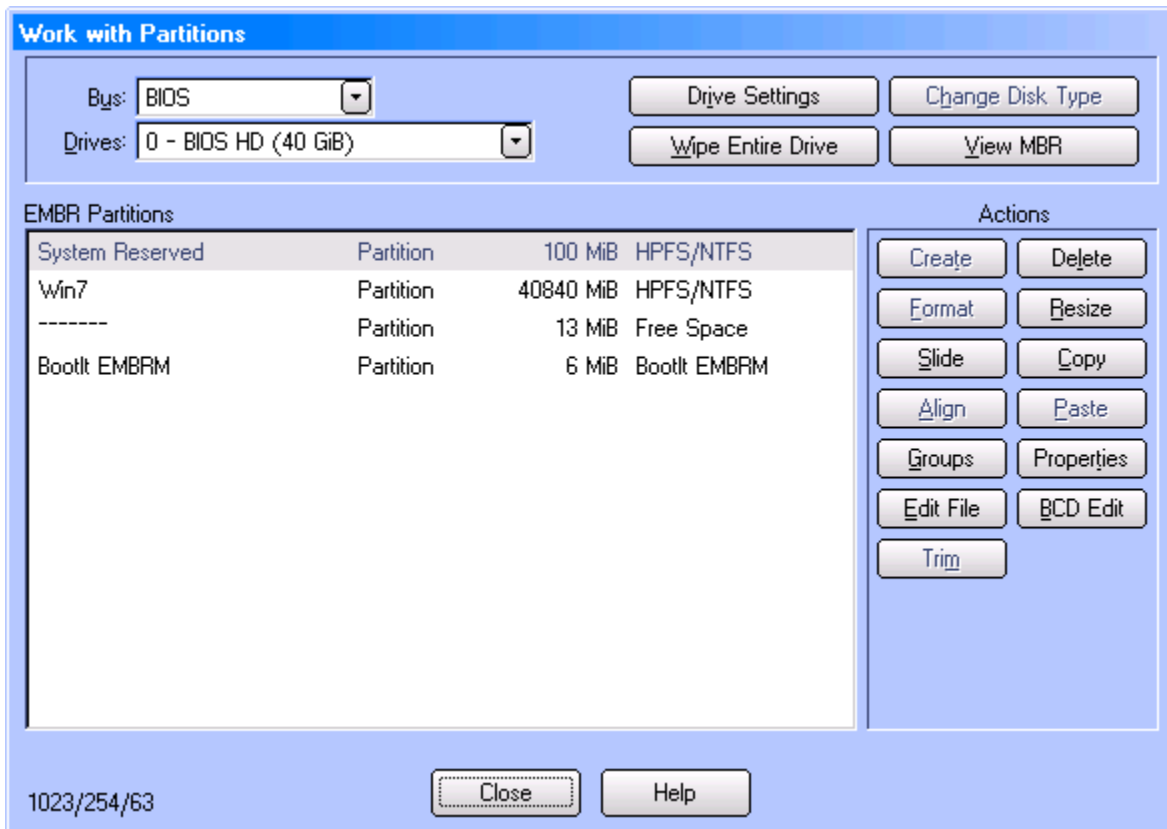 Work with Partitions
Bus: BIOS
Drive Settings Change Disk Type
Drives: 0 - BIOS HD (40 GiB)
Wipe Entire Drive View MBR
EMBR Partitions Actions
System Reserved Partition 100 MiB HPFS/NTFS
Win7 Partition 40840 MiB HPFS/NTFS
------- Partition 13 MiB Free Space
BootIt EMBRM Partition 6 MiB BootIt EMBRM
Create Delete
Format Resize
Slide Copy
Align Paste
Groups Properties
Edit File BCD Edit
Trim
1023/254/63
Close Help